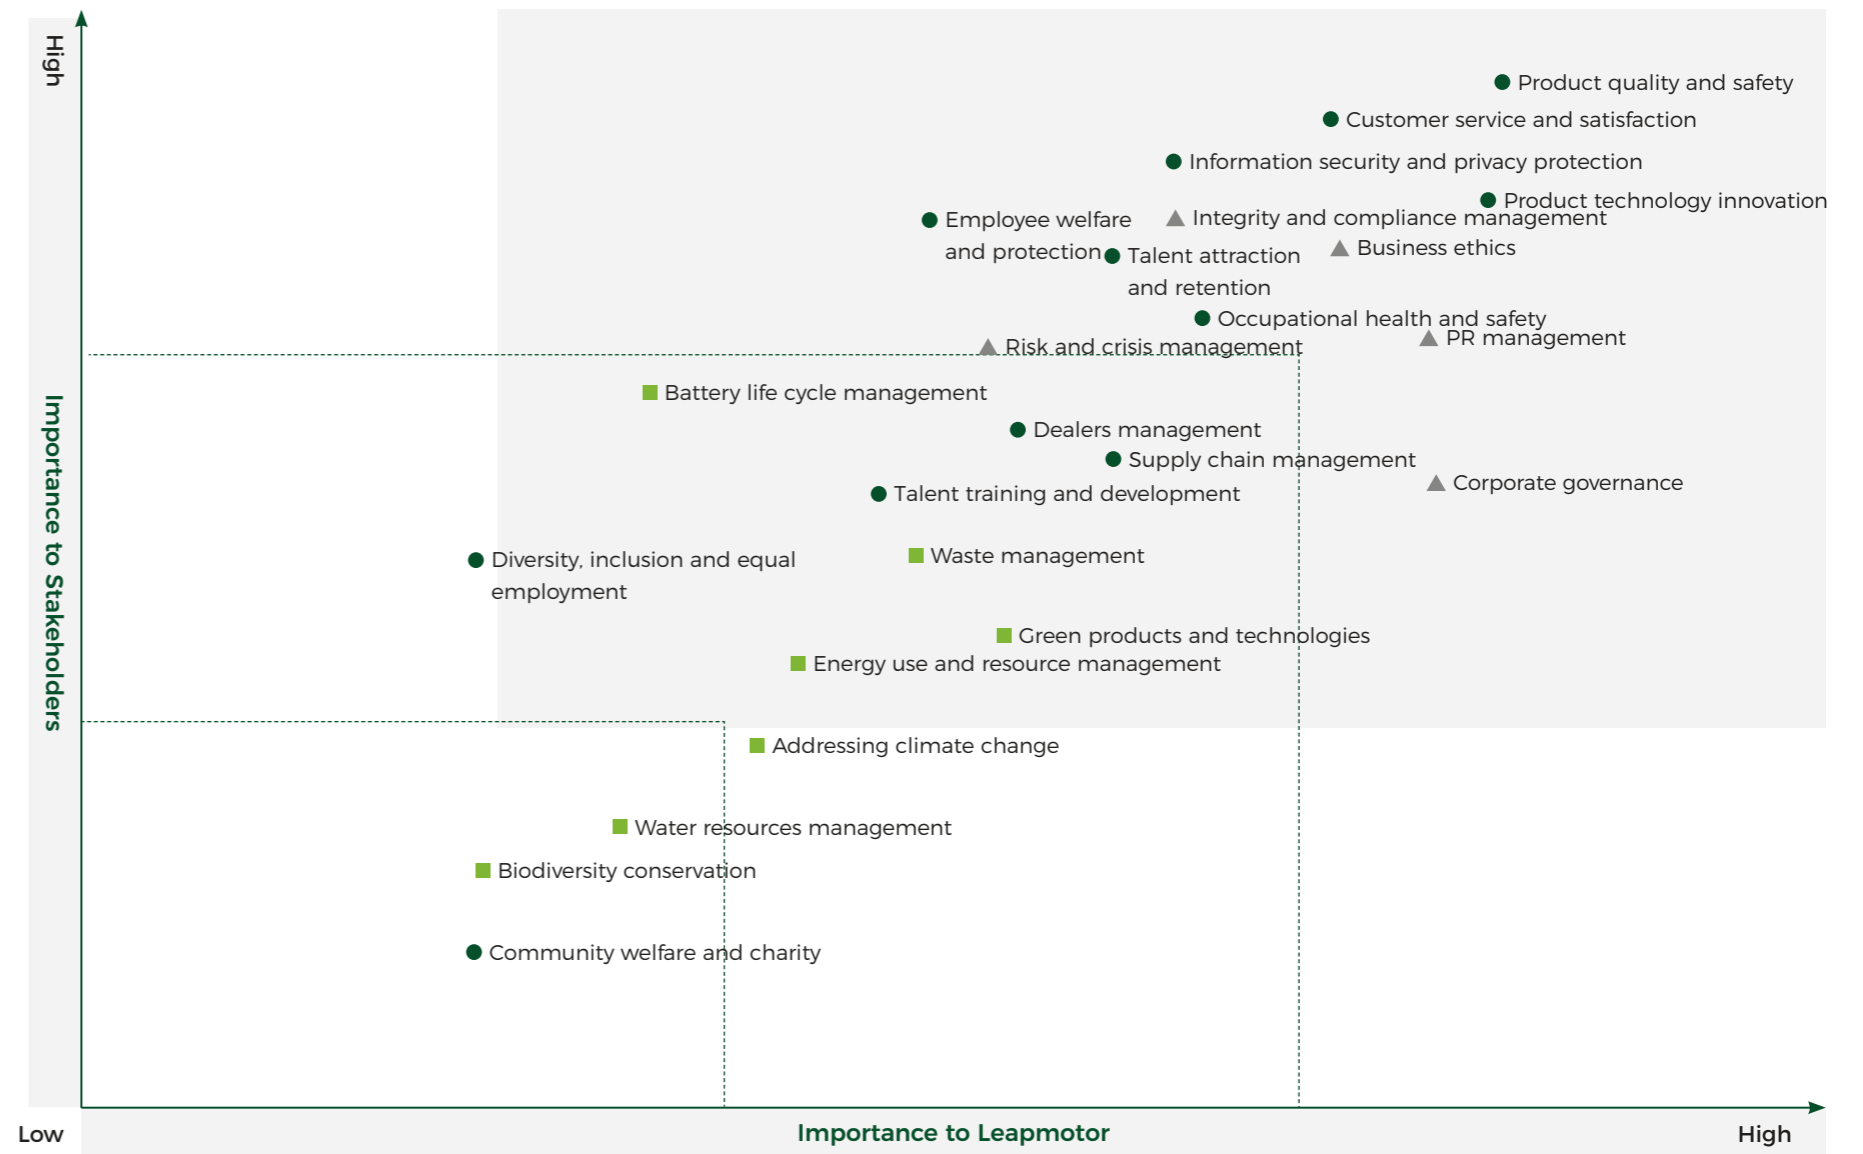 High
Product quality and safety
Customer service and satisfaction
Information security and privacy protection
Product technology innovation
Integrity and compliance management
Employee welfare
and protection
Business ethics
Talent attraction
and retention
Occupational health and safety
PR management
Risk and crisis management
Battery life cycle management
Dealers management
Supply chain management
Corporate governance
Talent training and development
Importance to Stakeholders
Waste management
Diversity, inclusion and equal
employment
Green products and technologies
Energy use and resource management
Addressing climate change
Water resources management
Biodiversity conservation
Community welfare and charity
Low
Importance to Leapmotor
High